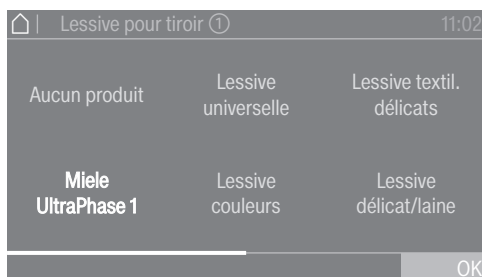 Lessive pour tiroir ① 11:02
Aucun produit
Lessive
universelle
Lessive textil.
délicats
Miele
UltraPhase 1
Lessive
couleurs
Lessive
délicat/laine
OK